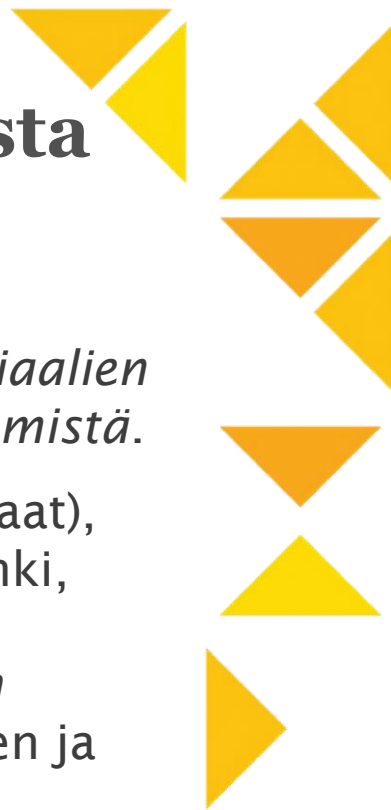 sta
iaalien
mistä.
aat),
nki,
n
en ja